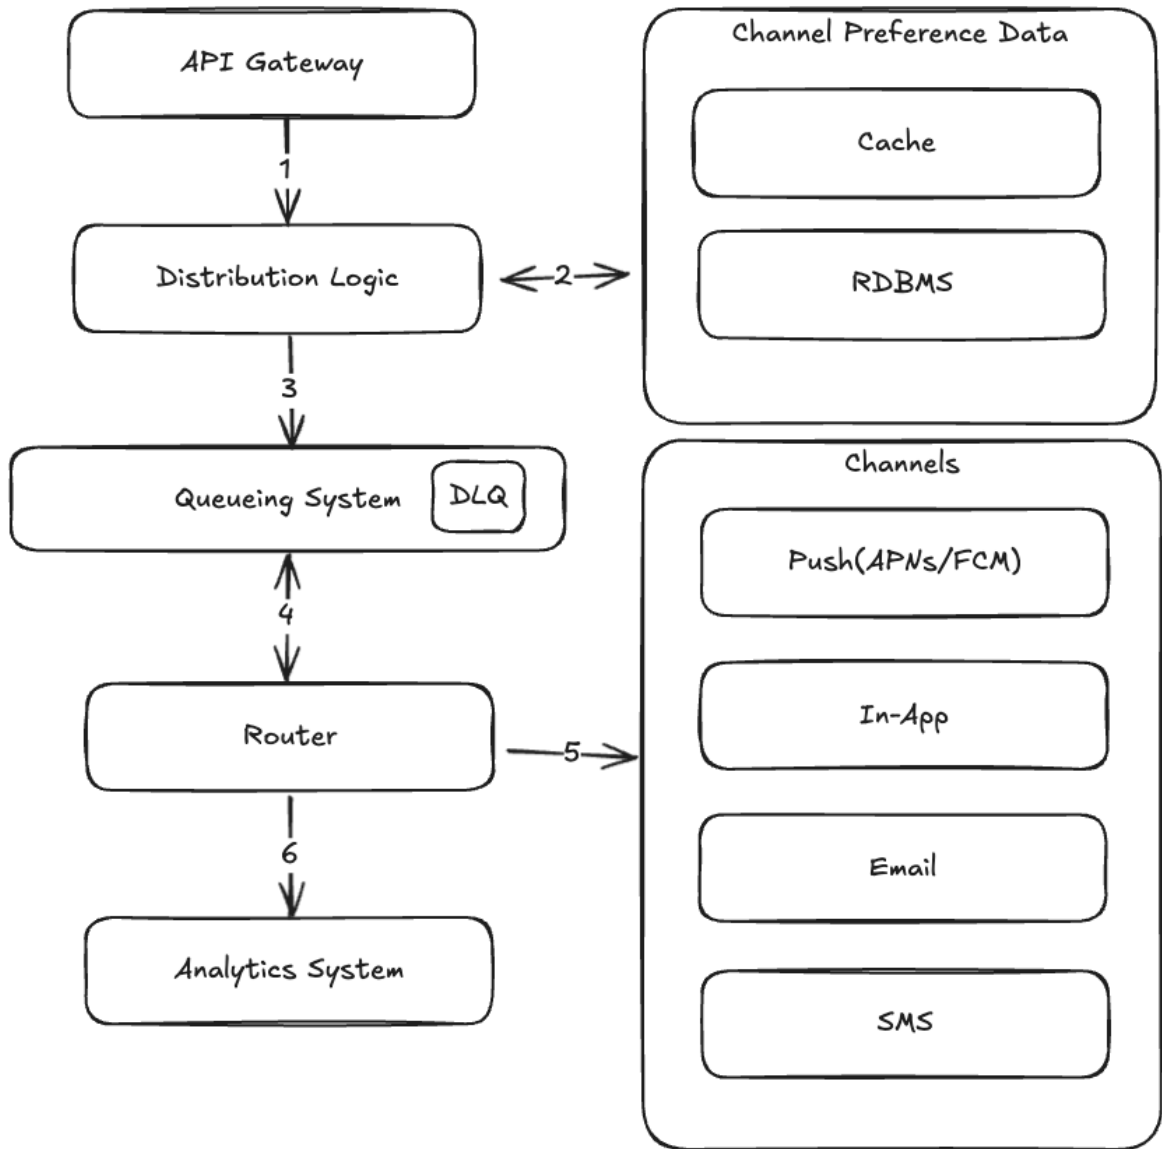 API Gateway
1
Distribution Logic
2
Channel Preference Data
Cache
RDBMS
3
Queueing System
DLQ
4
Router
5
Channels
Push(APNs/FCM)
In-App
Email
SMS
6
Analytics System